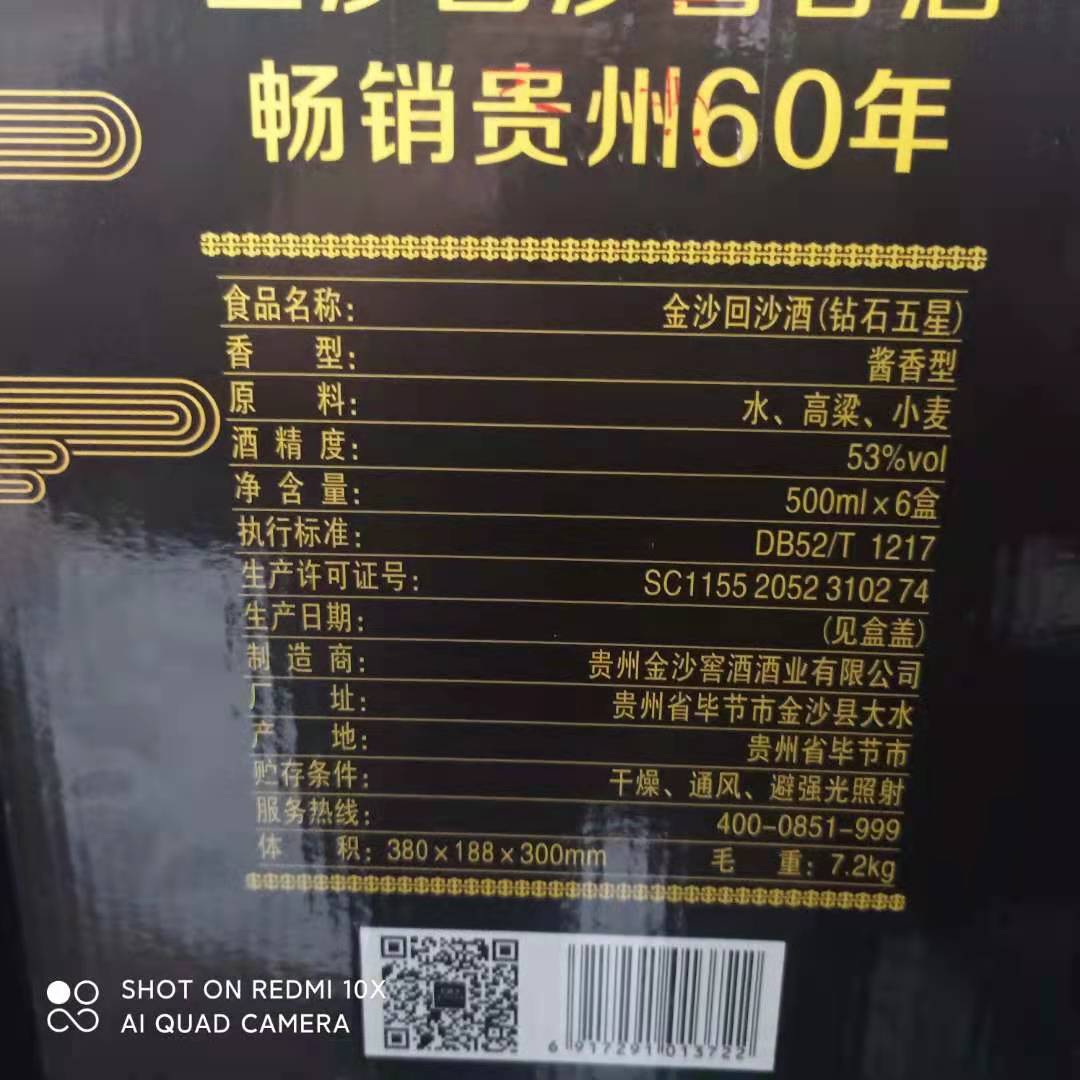 畅销贵州60年
食品名称： 金沙回沙酒(钻石五星)
香 型： 酱香型
原 料： 水、高粱、小麦
酒精度： 53%vol
净含量： 500ml×6盒
执行标准： DB52/T 1217
生产许可证号： SC1155 2052 3102 74
生产日期： (见盒盖)
制造商： 贵州金沙窖酒酒业有限公司
厂 址： 贵州省毕节市金沙县大水
产 地： 贵州省毕节市
贮存条件： 干燥、通风、避强光照射
服务热线： 400-0851-999
体 积：380×188×300mm 毛 重：7.2kg
6 917291 013722
SHOT ON REDMI 10X
AI QUAD CAMERA